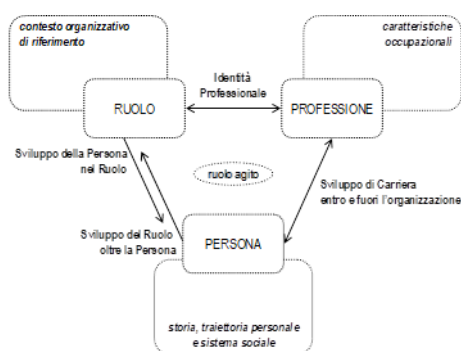 contesto organizzativo
di riferimento
caratteristiche
occupazionali
Identità
Professionale
RUOLO
PROFESSIONE
Sviluppo della Persona
nel Ruolo
ruolo agito
Sviluppo di Carriera
entro e fuori l'organizzazione
Sviluppo del Ruolo
oltre la Persona
PERSONA
storia, traiettoria personale
e sistema sociale